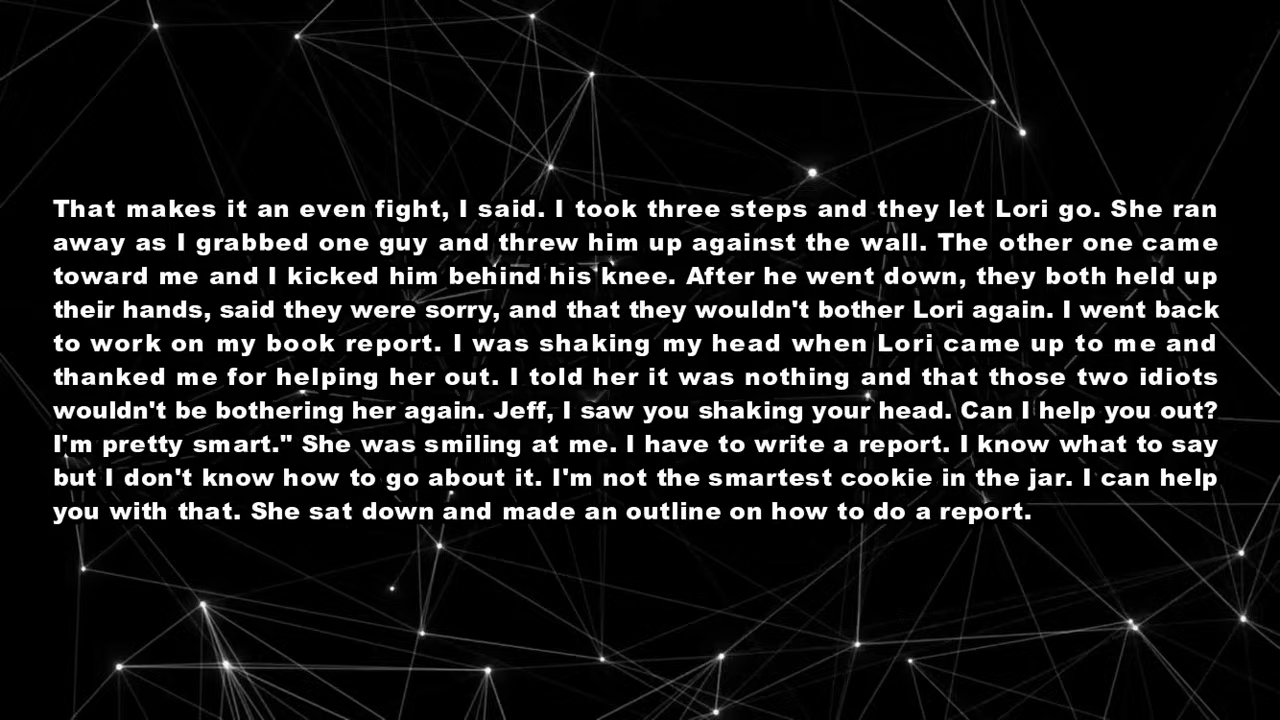 That makes it an even fight, I said. I took three steps and they let Lori go. She ran
away as I grabbed one guy and threw him up against the wall. The other one came
toward me and I kicked him behind his knee. After he went down, they both held up
their hands, said they were sorry, and that they wouldn't bother Lori again. I went back
to work on my book report. I was shaking my head when Lori came up to me and
thanked me for helping her out. I told her it was nothing and that those two idiots
wouldn't be bothering her again. Jeff, I saw you shaking your head. Can I help you out?
I'm pretty smart." She was smiling at me. I have to write a report. I know what to say
but I don't know how to go about it. I'm not the smartest cookie in the jar. I can help
you with that. She sat down and made an outline on how to do a report.